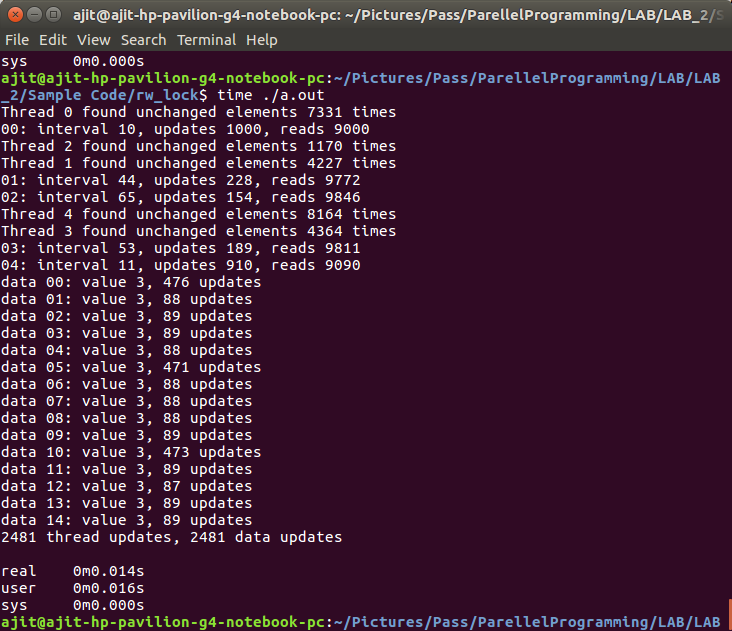 ajit@ajit-hp-pavilion-g4-notebook-pc: ~/Pictures/Pass/ParellelProgramming/LAB/LAB_2/S
File Edit View Search Terminal Help
sys     0m0.000s
ajit@ajit-hp-pavilion-g4-notebook-pc:~/Pictures/Pass/ParellelProgramming/LAB/LAB
_2/Sample Code/rw_lock$ time ./a.out
Thread 0 found unchanged elements 7331 times
00: interval 10, updates 1000, reads 9000
Thread 2 found unchanged elements 1170 times
Thread 1 found unchanged elements 4227 times
01: interval 44, updates 228, reads 9772
02: interval 65, updates 154, reads 9846
Thread 4 found unchanged elements 8164 times
Thread 3 found unchanged elements 4364 times
03: interval 53, updates 189, reads 9811
04: interval 11, updates 910, reads 9090
data 00: value 3, 476 updates
data 01: value 3, 88 updates
data 02: value 3, 89 updates
data 03: value 3, 89 updates
data 04: value 3, 88 updates
data 05: value 3, 471 updates
data 06: value 3, 88 updates
data 07: value 3, 88 updates
data 08: value 3, 88 updates
data 09: value 3, 89 updates
data 10: value 3, 473 updates
data 11: value 3, 89 updates
data 12: value 3, 87 updates
data 13: value 3, 89 updates
data 14: value 3, 89 updates
2481 thread updates, 2481 data updates
real    0m0.014s
user    0m0.016s
sys     0m0.000s
ajit@ajit-hp-pavilion-g4-notebook-pc:~/Pictures/Pass/ParellelProgramming/LAB/LAB